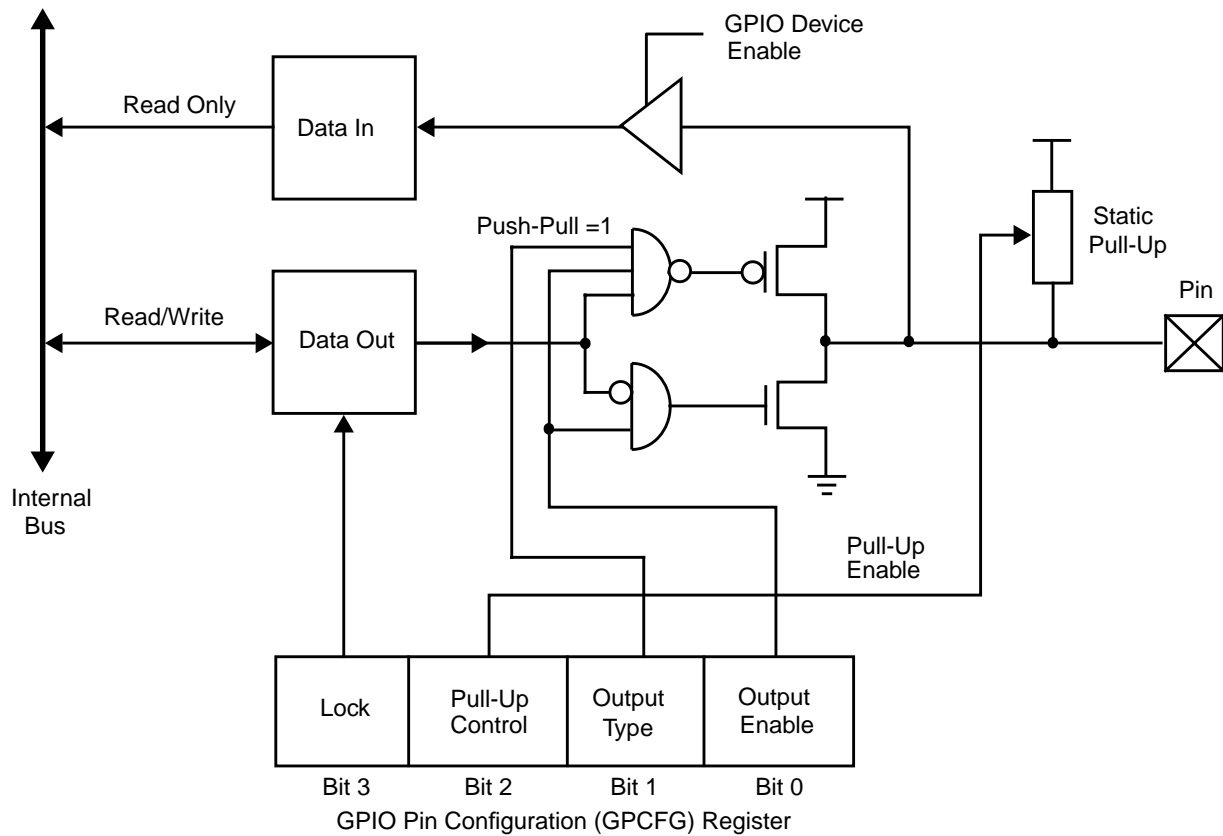 GPIO Device
Enable
Read Only
Data In
Push-Pull =1
Static
Pull-Up
Pin
Read/Write
Data Out
Internal
Bus
Pull-Up
Enable
Lock
Pull-Up
Control
Output
Type
Output
Enable
Bit 3
Bit 2
Bit 1
Bit 0
GPIO Pin Configuration (GPCFG) Register